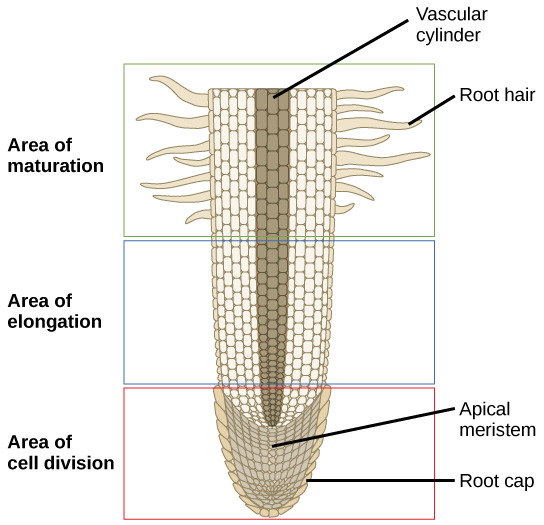 Vascular
cylinder
Root hair
Area of
maturation
Area of
elongation
Apical
meristem
Area of
cell division
Root cap